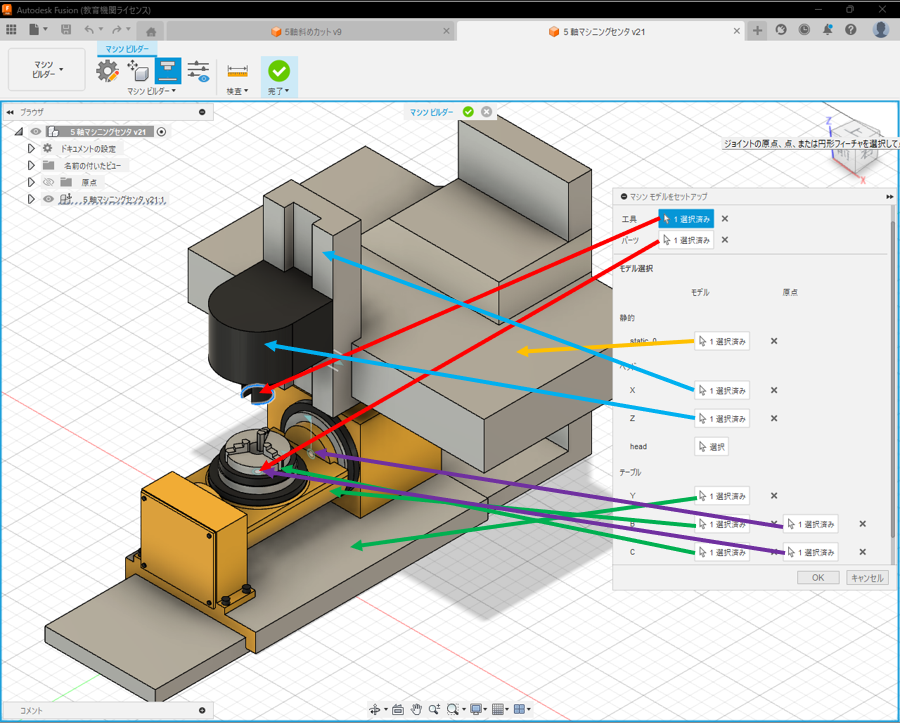 Autodesk Fusion (教育機関ライセンス)
5軸斜めカット v9
5 軸マシニングセンタ v21
マシン ビルダー
マシン
ビルダー
マシン ビルダー
検査
完了
ブラウザ
マシン ビルダー
5 軸マシニングセンタ v21
ドキュメントの設定
名前の付いたビュー
原点
5 軸マシニングセンタ v21:1
Z
X
ジョイントの原点、点、または円形フィーチャを選択して
マシン モデルをセットアップ
工具
1 選択済み
パーツ
1 選択済み
モデル選択
モデル
原点
静的
static_0
1 選択済み
X
1 選択済み
Z
1 選択済み
head
選択
テーブル
Y
1 選択済み
B
1 選択済み
1 選択済み
C
1 選択済み
1 選択済み
OK
キャンセル
コメント